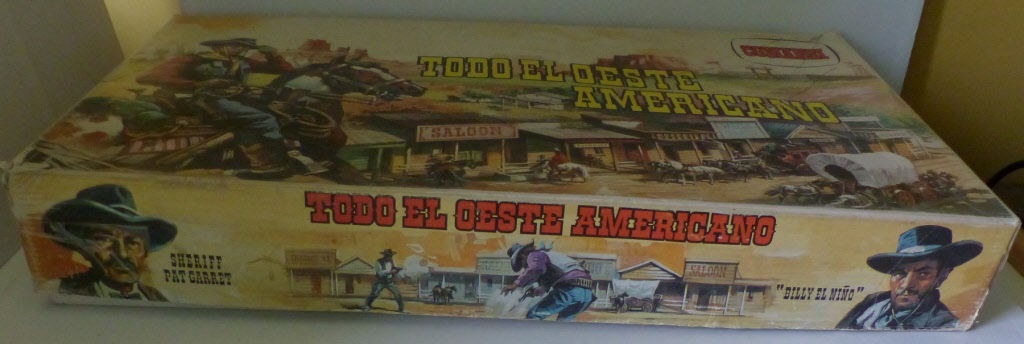 TODO EL OESTE
AMERICANO
SALOON
TODO EL OESTE AMERICANO
SHERIFF
PAT GARRET
SALOON
"BILLY EL NIÑO"